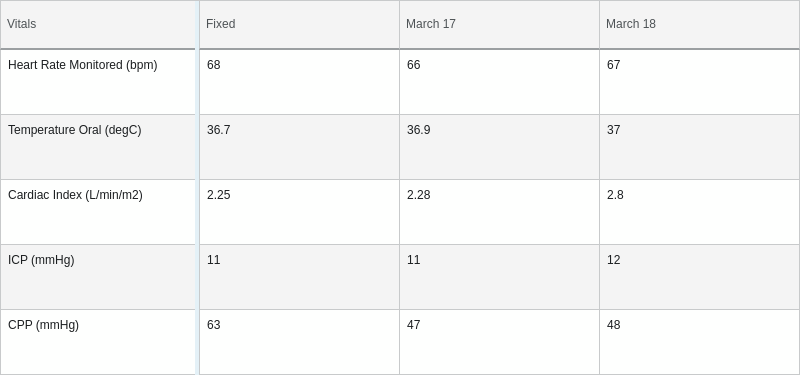 Vitals Fixed March 17 March 18
Heart Rate Monitored (bpm) 68 66 67
Temperature Oral (degC) 36.7 36.9 37
Cardiac Index (L/min/m2) 2.25 2.28 2.8
ICP (mmHg) 11 11 12
CPP (mmHg) 63 47 48